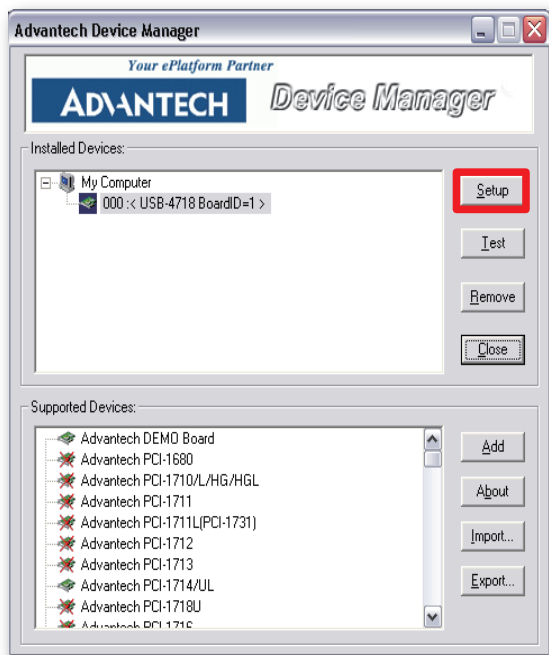 Advantech Device Manager
Your ePlatform Partner
ADVANTECH Device Manager
Installed Devices:
My Computer
000 :< USB-4718 BoardID=1 >
Setup
Test
Remove
Close
Supported Devices:
Advantech DEMO Board
Advantech PCI-1680
Advantech PCI-1710/L/HG/HGL
Advantech PCI-1711
Advantech PCI-1711L(PCI-1731)
Advantech PCI-1712
Advantech PCI-1713
Advantech PCI-1714/UL
Advantech PCI-1718U
Advantech PCI-1716
Add
About
Import...
Export...